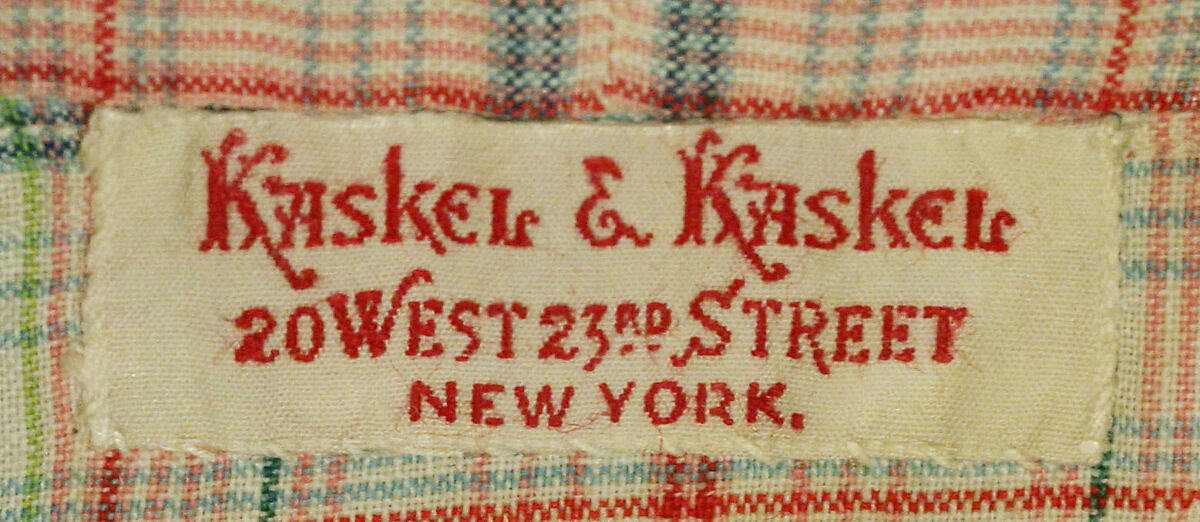 Kaskel & Kaskel
20 West 23rd Street
NEW YORK.